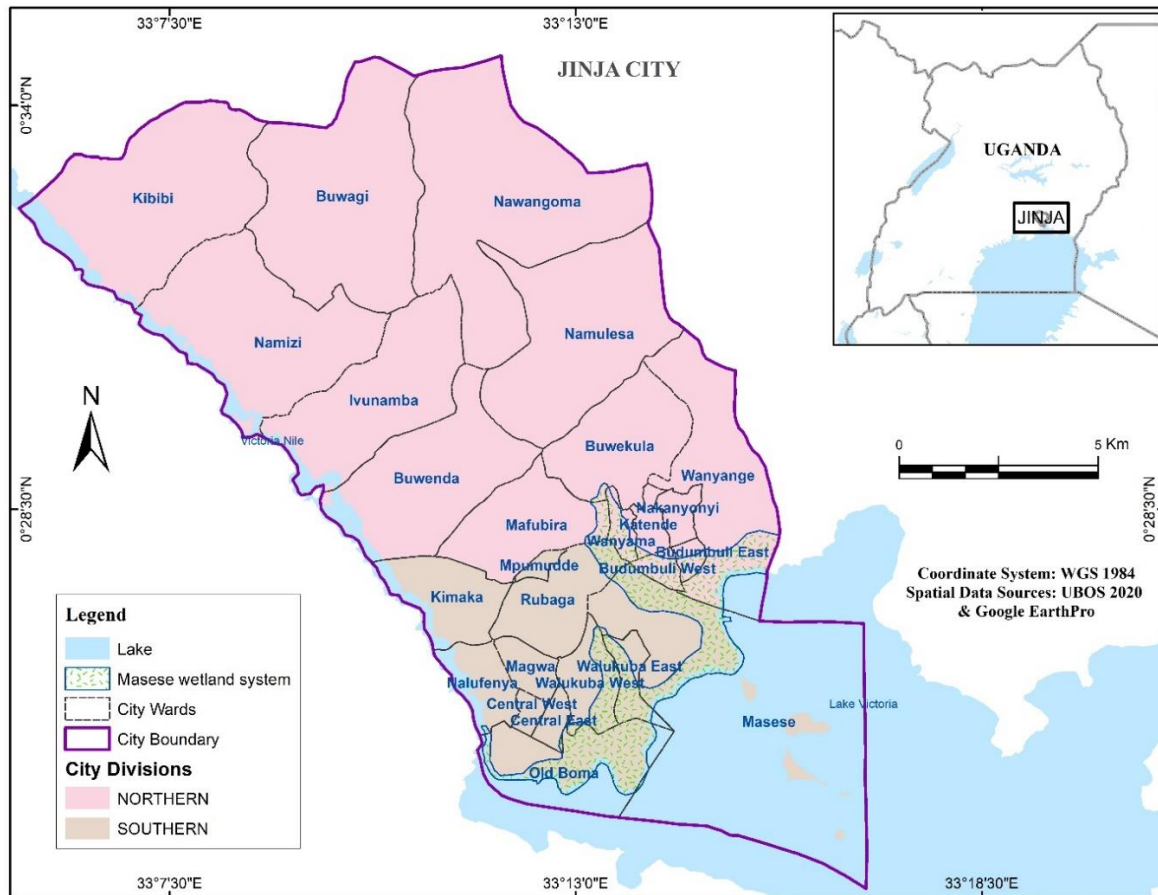 33°7'30"E
33°13'0"E
JINJA CITY
0°34'0"N
UGANDA
JINJA
Kibibi
Buwagi
Nawangoma
Namizi
Namulesa
N
Ivunamba
Victoria Nile
Buwekula
0
5 Km
Buwenda
Wanyange
Nakanyonyi
0°28'30"N
0°28'30"N
Mafubira
Katende
Wanyama
Budumbuli East
Mpumudde
Budumbuli West
Coordinate System: WGS 1984
Spatial Data Sources: UBOS 2020
& Google EarthPro
Kimaka
Rubaga
Magwa
Walukuba East
Nalufenya
Walukuba West
Central West
Central East
Masese
Lake Victoria
Old Boma
Legend
Lake
Masese wetland system
City Wards
City Boundary
City Divisions
NORTHERN
SOUTHERN
33°7'30"E
33°13'0"E
33°18'30"E